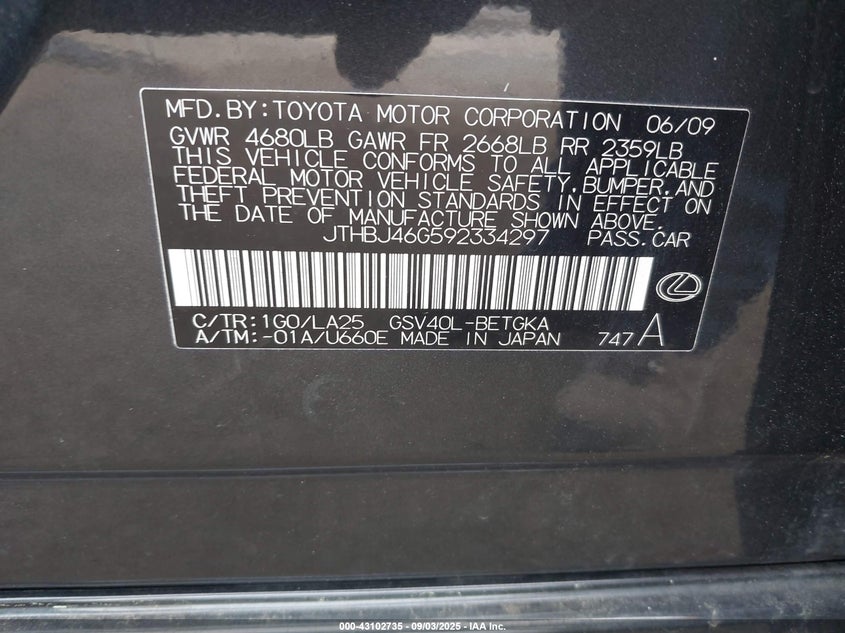 MFD.BY:TOYOTA MOTOR CORPORATION 06/09
GVWR 4680LB GAWR FR 2668LB RR 2359LB
THIS VEHICLE CONFORMS TO ALL APPLICABLE
FEDERAL MOTOR VEHICLE SAFETY,BUMPER,AND
THEFT PREVENTION STANDARDS IN EFFECT ON
THE DATE OF MANUFACTURE SHOWN ABOVE.
JTHBJ46G592334297 PASS.CAR
C/TR:1G0/LA25 GSV40L-BETGKA
A/TM:-01A/U660E MADE IN JAPAN 747A
000-43102735 - 09/03/2025 - IAA Inc.